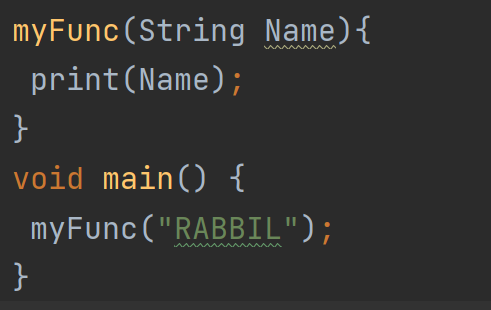 myFunc(String Name){
 print(Name);
}
void main() {
 myFunc("RABBIL");
}